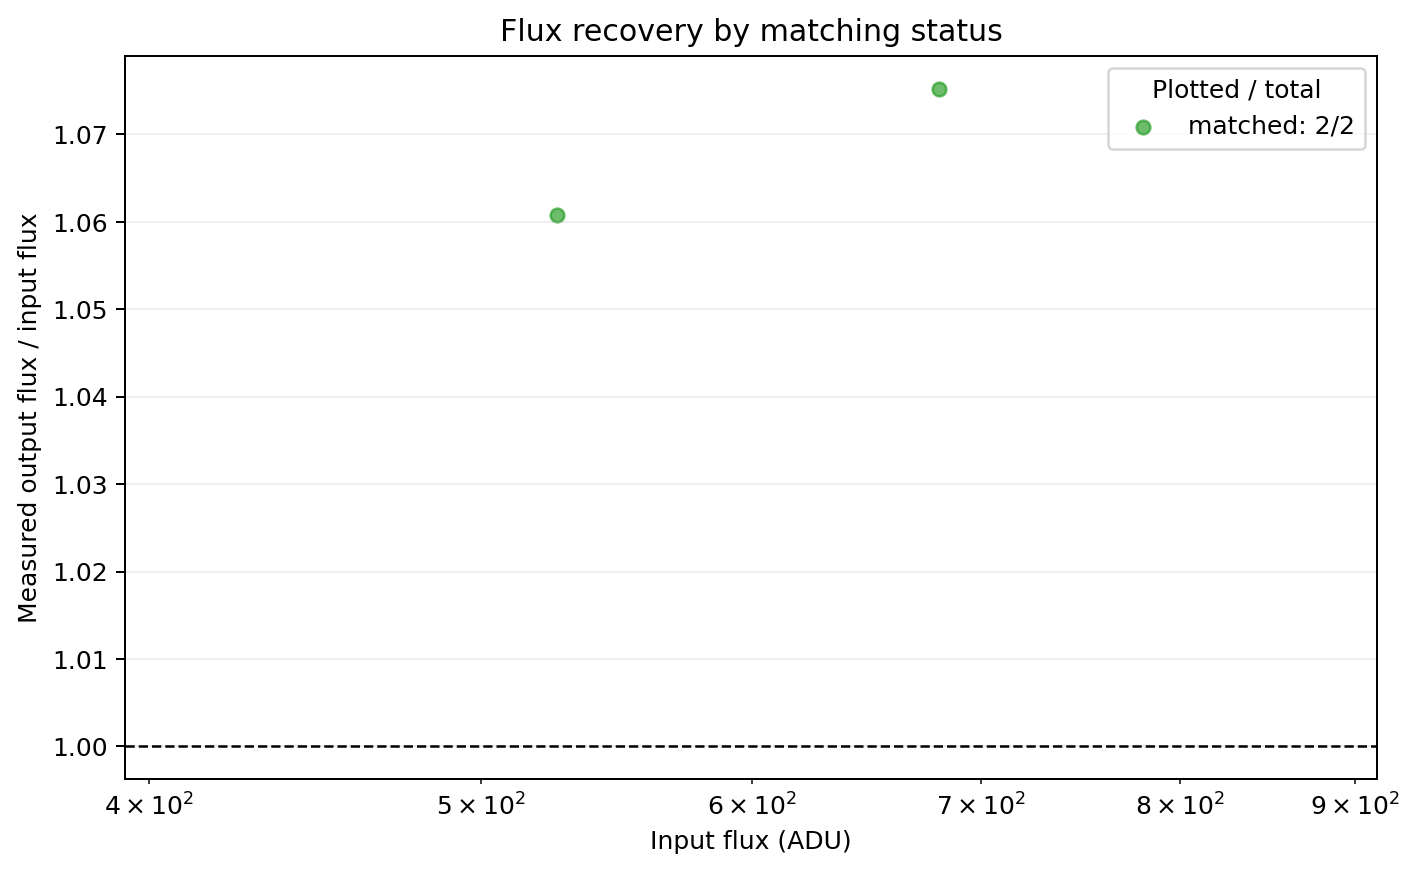 Flux recovery by matching status
Plotted / total
matched: 2/2
Measured output flux / input flux
1.07
1.06
1.05
1.04
1.03
1.02
1.01
1.00
4 × 10²
5 × 10²
6 × 10²
7 × 10²
8 × 10²
9 × 10²
Input flux (ADU)